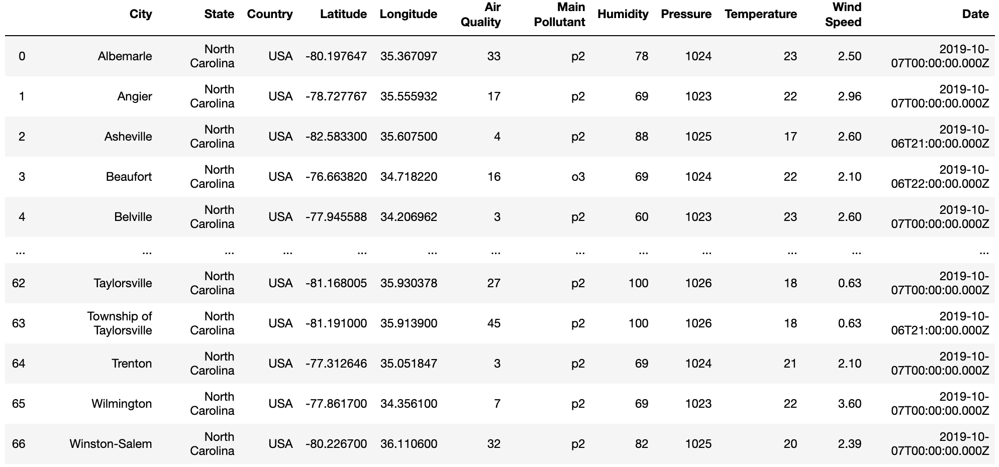 City State Country Latitude Longitude Air Quality Main Pollutant Humidity Pressure Temperature Wind Speed Date
0 Albemarle North Carolina USA -80.197647 35.367097 33 p2 78 1024 23 2.50 2019-10-07T00:00:00.000Z
1 Angier North Carolina USA -78.727767 35.555932 17 p2 69 1023 22 2.96 2019-10-07T00:00:00.000Z
2 Asheville North Carolina USA -82.583300 35.607500 4 p2 88 1025 17 2.60 2019-10-06T21:00:00.000Z
3 Beaufort North Carolina USA -76.663820 34.718220 16 o3 69 1024 22 2.10 2019-10-06T22:00:00.000Z
4 Belville North Carolina USA -77.945588 34.206962 3 p2 60 1023 23 2.60 2019-10-07T00:00:00.000Z
... ... ... ... ... ... ... ... ... ... ... ... ...
62 Taylorsville North Carolina USA -81.168005 35.930378 27 p2 100 1026 18 0.63 2019-10-07T00:00:00.000Z
63 Township of Taylorsville North Carolina USA -81.191000 35.913900 45 p2 100 1026 18 0.63 2019-10-06T21:00:00.000Z
64 Trenton North Carolina USA -77.312646 35.051847 3 p2 69 1024 21 2.10 2019-10-07T00:00:00.000Z
65 Wilmington North Carolina USA -77.861700 34.356100 7 p2 69 1023 22 3.60 2019-10-07T00:00:00.000Z
66 Winston-Salem North Carolina USA -80.226700 36.110600 32 p2 82 1025 20 2.39 2019-10-07T00:00:00.000Z